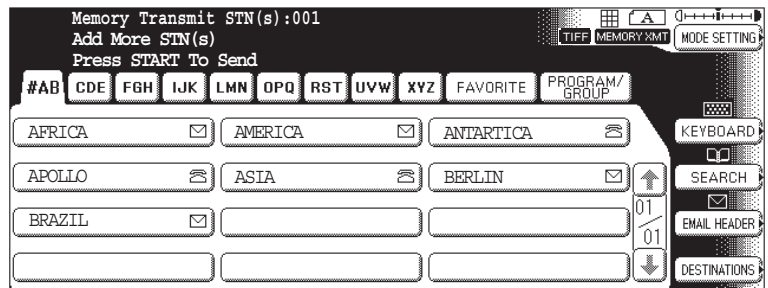 Memory Transmit STN(s):001
Add More STN(s)
Press START To Send
A
TIFF MEMORY XMT MODE SETTING
#AB CDE FGH IJK LMN OPQ RST UVW XYZ FAVORITE PROGRAM/
GROUP
AFRICA AMERICA ANTARTICA KEYBOARD
APOLLO ASIA BERLIN SEARCH
BRAZIL 01
/01 EMAIL HEADER
DESTINATIONS